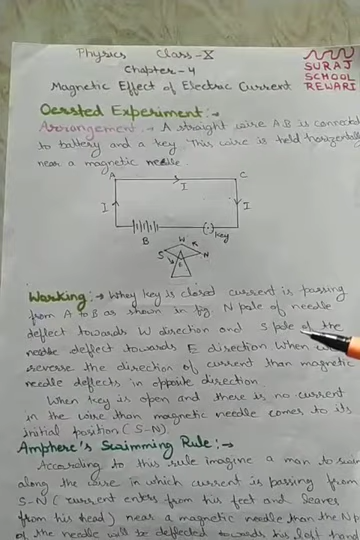 Physics Class-X
SURAJ
SCHOOL
REWARI
Chapter-4
Magnetic Effect of Electric Current
Oersted Experiment:→
Arrangement:→ A straight wire AB is connected
to battery and a key. This wire is held horizontally
near a magnetic needle.
A
C
I
I
I
B
key
W
S
N
E
Working:→ When key is closed current is passing
from A to B as shown to fig N pole of needle
deflect towards W direction and S pole of the
needle deflect towards E direction When
reverse the direction of current than magnetic
needle deflects in opposite direction.
When key is open and there is no current
in the wire than magnetic needle comes to its
initial position (S-N)
Amphere's Swimming Rule:→
According to this rule imagine a man to swim
along the wire in which current is passing from
S-N (current enters from his feet and leaves
from his head) near a magnetic needle than the N
of the needle will be deflected towards his left hand